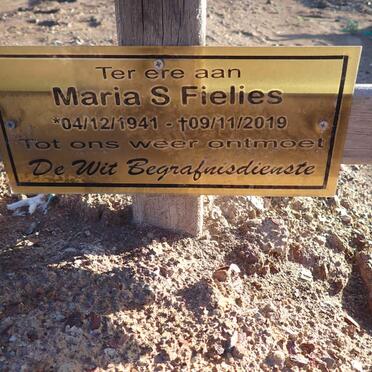 Ter ere aan
Maria S Fielies
*04/12/1941 - †09/11/2019
Tot ons weer ontmoet
De Wit Begrafnisdienste